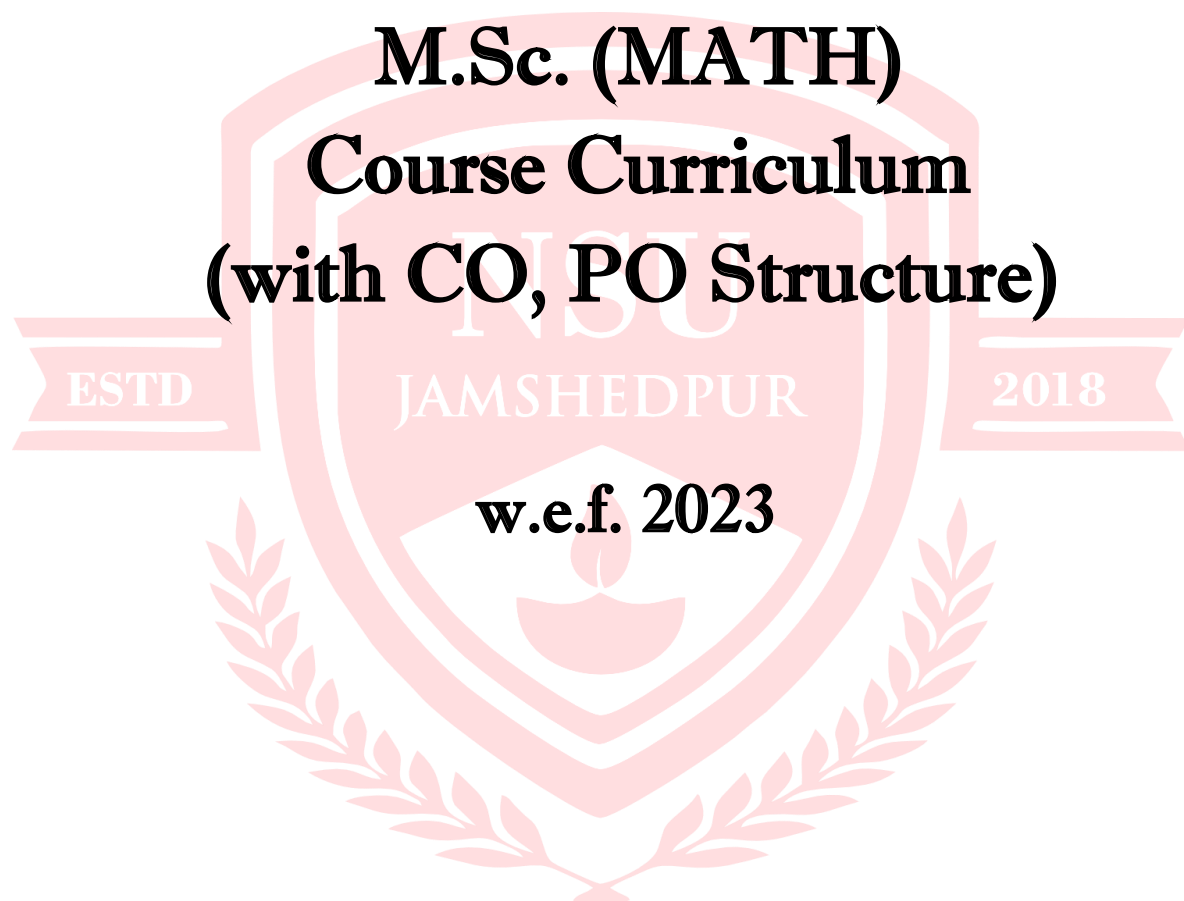 M.Sc. (MATH)
Course Curriculum
NSU
(with CO, PO Structure)
ESTD
JAMSHEDPUR
2018
w.e.f. 2023